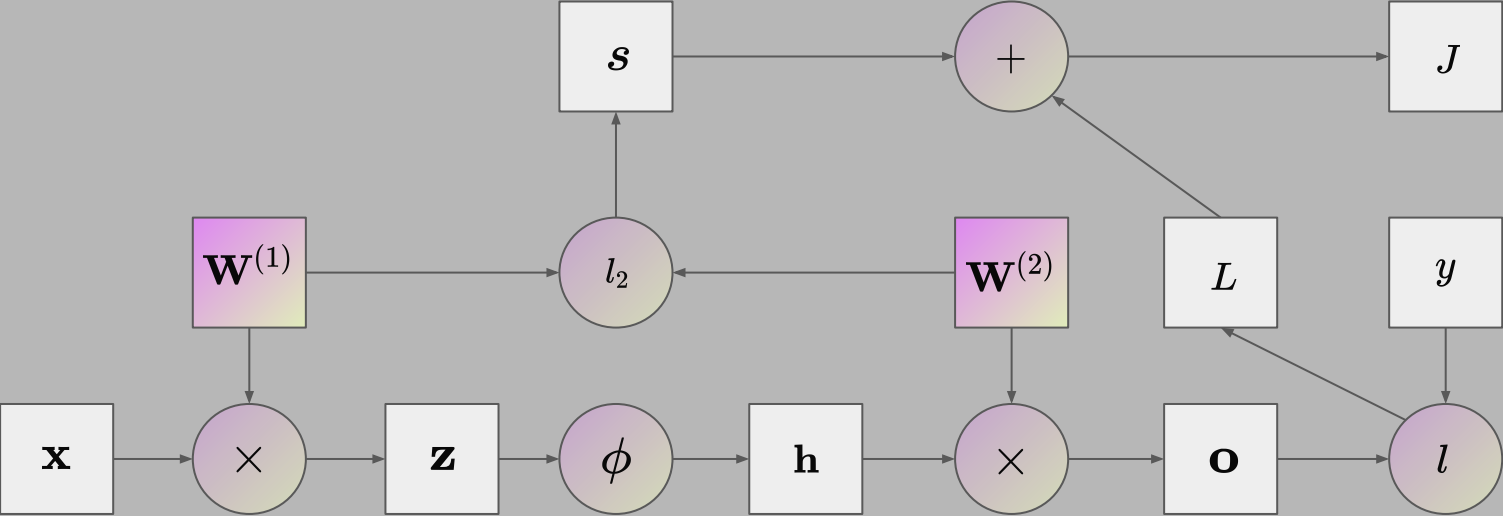 s + J
W(1) l2 W(2) L y
x × z ϕ h × o l